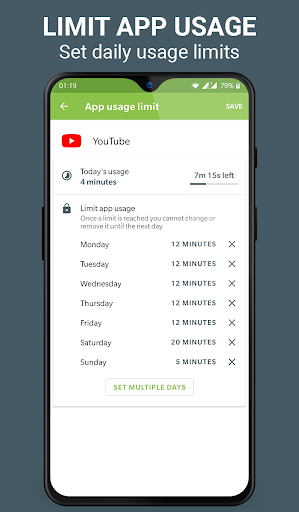 LIMIT APP USAGE
Set daily usage limits
01:19 79%
App usage limit SAVE
YouTube
Today's usage 7m 15s left
4 minutes
Limit app usage
Once a limit is reached you cannot change or
remove it until the next day.
Monday 12 MINUTES
Tuesday 12 MINUTES
Wednesday 12 MINUTES
Thursday 12 MINUTES
Friday 12 MINUTES
Saturday 20 MINUTES
Sunday 5 MINUTES
SET MULTIPLE DAYS